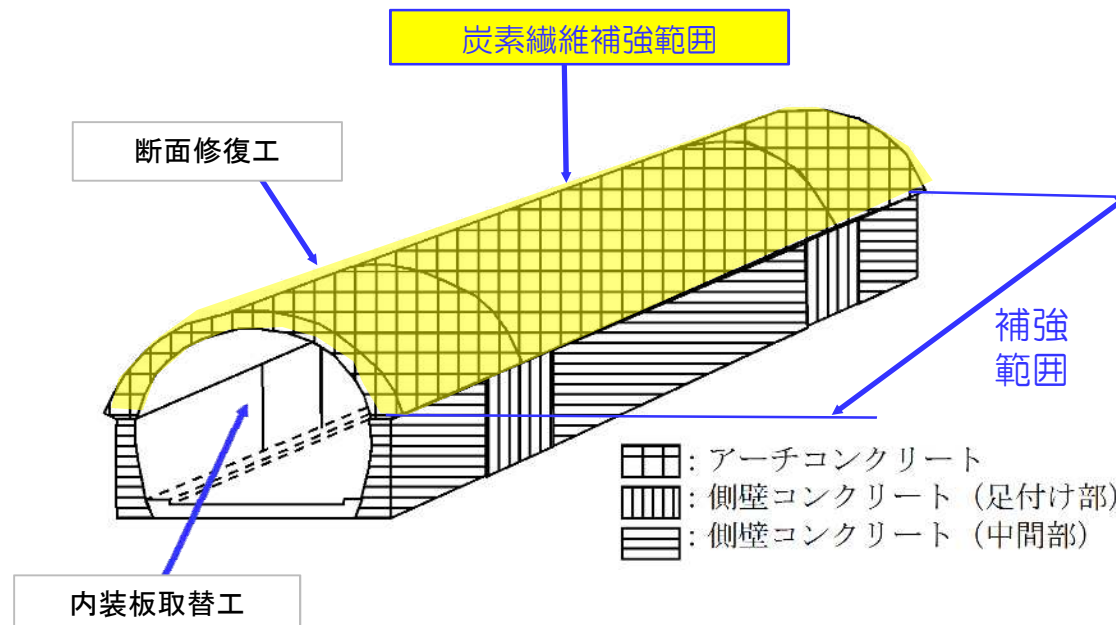 炭素繊維補強範囲
断面修復工
補強
範囲
：アーチコンクリート
：側壁コンクリート（足付け部）
：側壁コンクリート（中間部）
内装板取替工